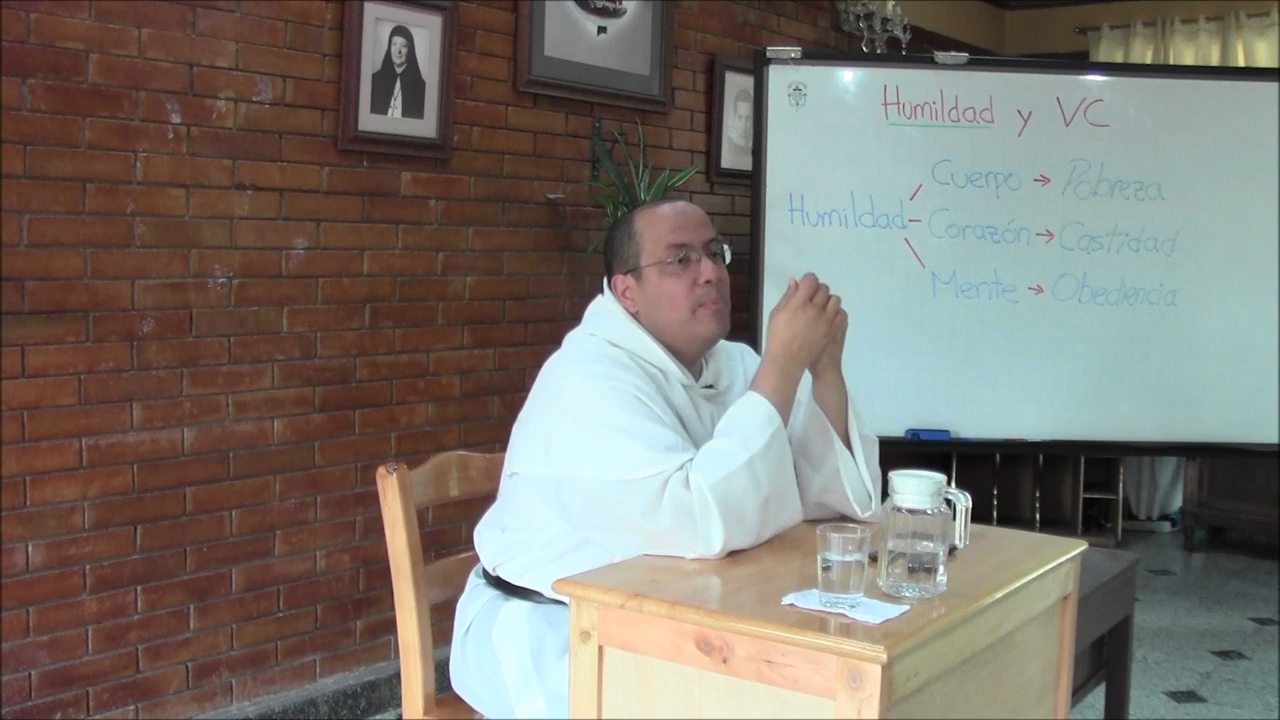 Humildad y VC
Cuerpo → Pobreza
Humildad - Corazón → Castidad
Mente → Obediencia